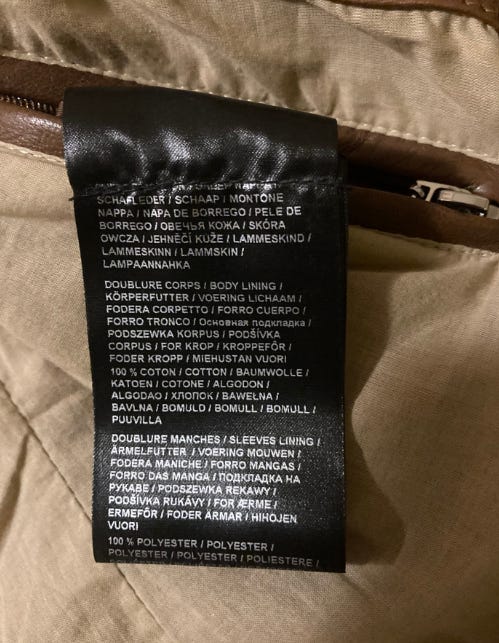 SCHAFLEDER / SCHAAP / MONTONE
NAPPA / NAPA DE BORREGO / PELE DE
BORREGO / ОВЕЧЬЯ КОЖА / SKÓRA
OWCZA / JEHNĚČÍ KUŽE / LAMMESKIND /
LAMMESKINN / LAMMSKIN /
LAMPAANNAHKA
DOUBLURE CORPS / BODY LINING /
KÖRPERFUTTER / VOERING LICHAAM /
FODERA CORPETTO / FORRO CUERPO /
FORRO TRONCO / Основная подкладка /
PODSZEWKA KORPUS / PODŠÍVKA
CORPUS / FOR KROP / KROPPEFÔR /
FODER KROPP / MIEHUSTAN VUORI
100 % COTON / COTTON / BAUMWOLLE /
KATOEN / COTONE / ALGODON /
ALGODAO / ХЛОПОК / BAWEŁNA /
BAVLNA / BOMULD / BOMULL / BOMULL /
PUUVILLA
DOUBLURE MANCHES / SLEEVES LINING /
ÄRMELFUTTER / VOERING MOUWEN /
FODERA MANICHE / FORRO MANGAS /
FORRO DAS MANGA / ПОДКЛАДКА НА
РУКАВЕ / PODSZEWKA REKAWY /
PODŠÍVKA RUKÁVY / FOR ÆRME /
ERMEFÔR / FODER ÄRMAR / HIHOJEN
VUORI
100 % POLYESTER / POLYESTER /
POLYESTER / POLYESTER / POLIESTERE /